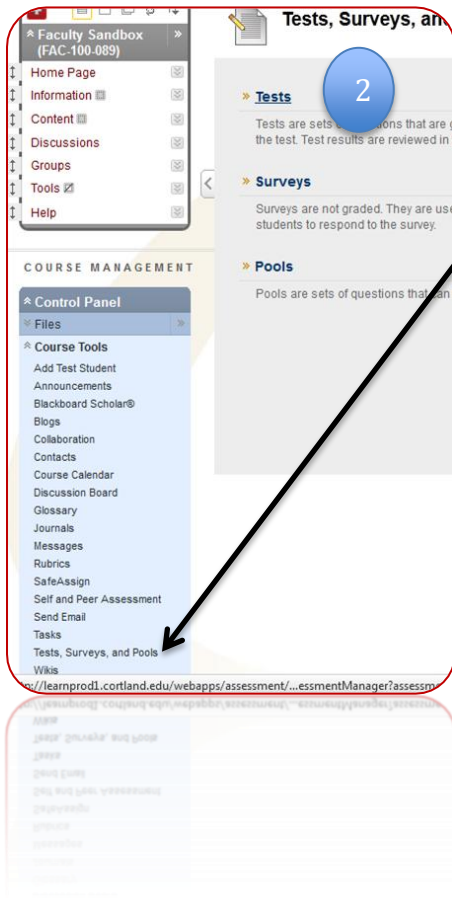 Tests, Surveys, an
Faculty Sandbox
(FAC-100-089)
Home Page
Information
Content
Discussions
Groups
Tools
Help
2
Tests
Tests are sets ons that are g
the test. Test results are reviewed in
Surveys
Surveys are not graded. They are use
students to respond to the survey.
Pools
Pools are sets of questions that can
COURSE MANAGEMENT
Control Panel
Files
Course Tools
Add Test Student
Announcements
Blackboard Scholar®
Blogs
Collaboration
Contacts
Course Calendar
Discussion Board
Glossary
Journals
Messages
Rubrics
SafeAssign
Self and Peer Assessment
Send Email
Tasks
Tests, Surveys, and Pools
Wikis
p://learnprod1.cortland.edu/webapps/assessment/...essmentManager?assessme